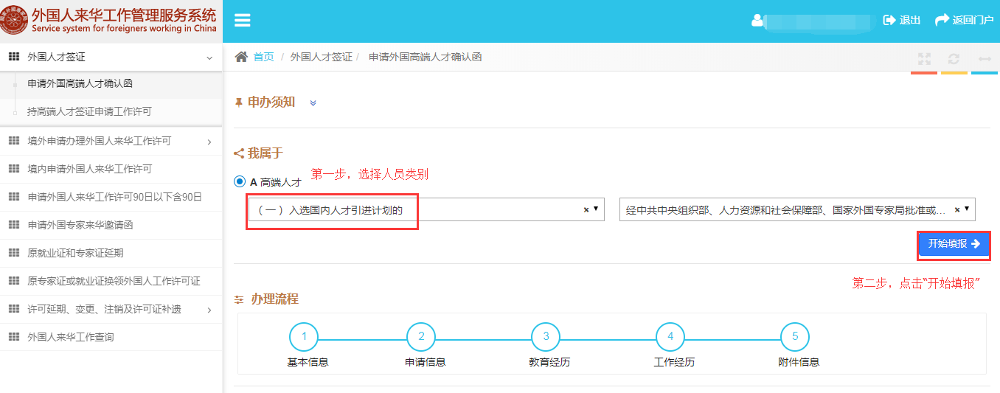 外国人来华工作管理服务系统
Service system for foreigners working in China
退出
返回门户
外国人才签证
申请外国高端人才确认函
持高端人才签证申请工作许可
境外申请办理外国人来华工作许可
境内申请外国人来华工作许可
申请外国人来华工作许可90日以下含90日
申请外国专家来华邀请函
原就业证和专家证延期
原专家证或就业证换领外国人工作许可证
许可延期、变更、注销及许可证补遗
外国人来华工作查询
首页 / 外国人才签证 / 申请外国高端人才确认函
申办须知
我属于
A 高端人才
第一步，选择人员类别
（一）入选国内人才引进计划的
经中共中央组织部、人力资源和社会保障部、国家外国专家局批准或...
开始填报
第二步，点击“开始填报”
办理流程
1 2 3 4 5
基本信息 申请信息 教育经历 工作经历 附件信息